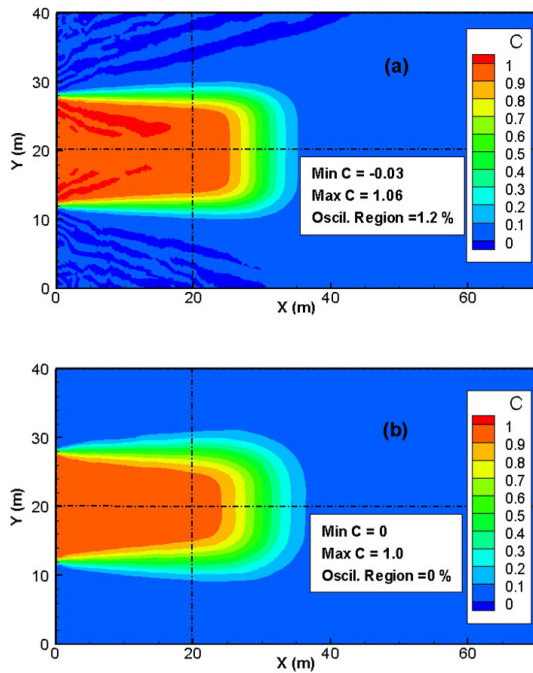 (a)
C
1
0.9
0.8
0.7
0.6
0.5
0.4
0.3
0.2
0.1
0
Min C = -0.03
Max C = 1.06
Oscil. Region =1.2 %
Y (m)
40
30
20
10
0
0 20 40 60
X (m)
(b)
C
1
0.9
0.8
0.7
0.6
0.5
0.4
0.3
0.2
0.1
0
Min C = 0
Max C = 1.0
Oscil. Region =0 %
Y (m)
40
30
20
10
0
0 20 40 60
X (m)